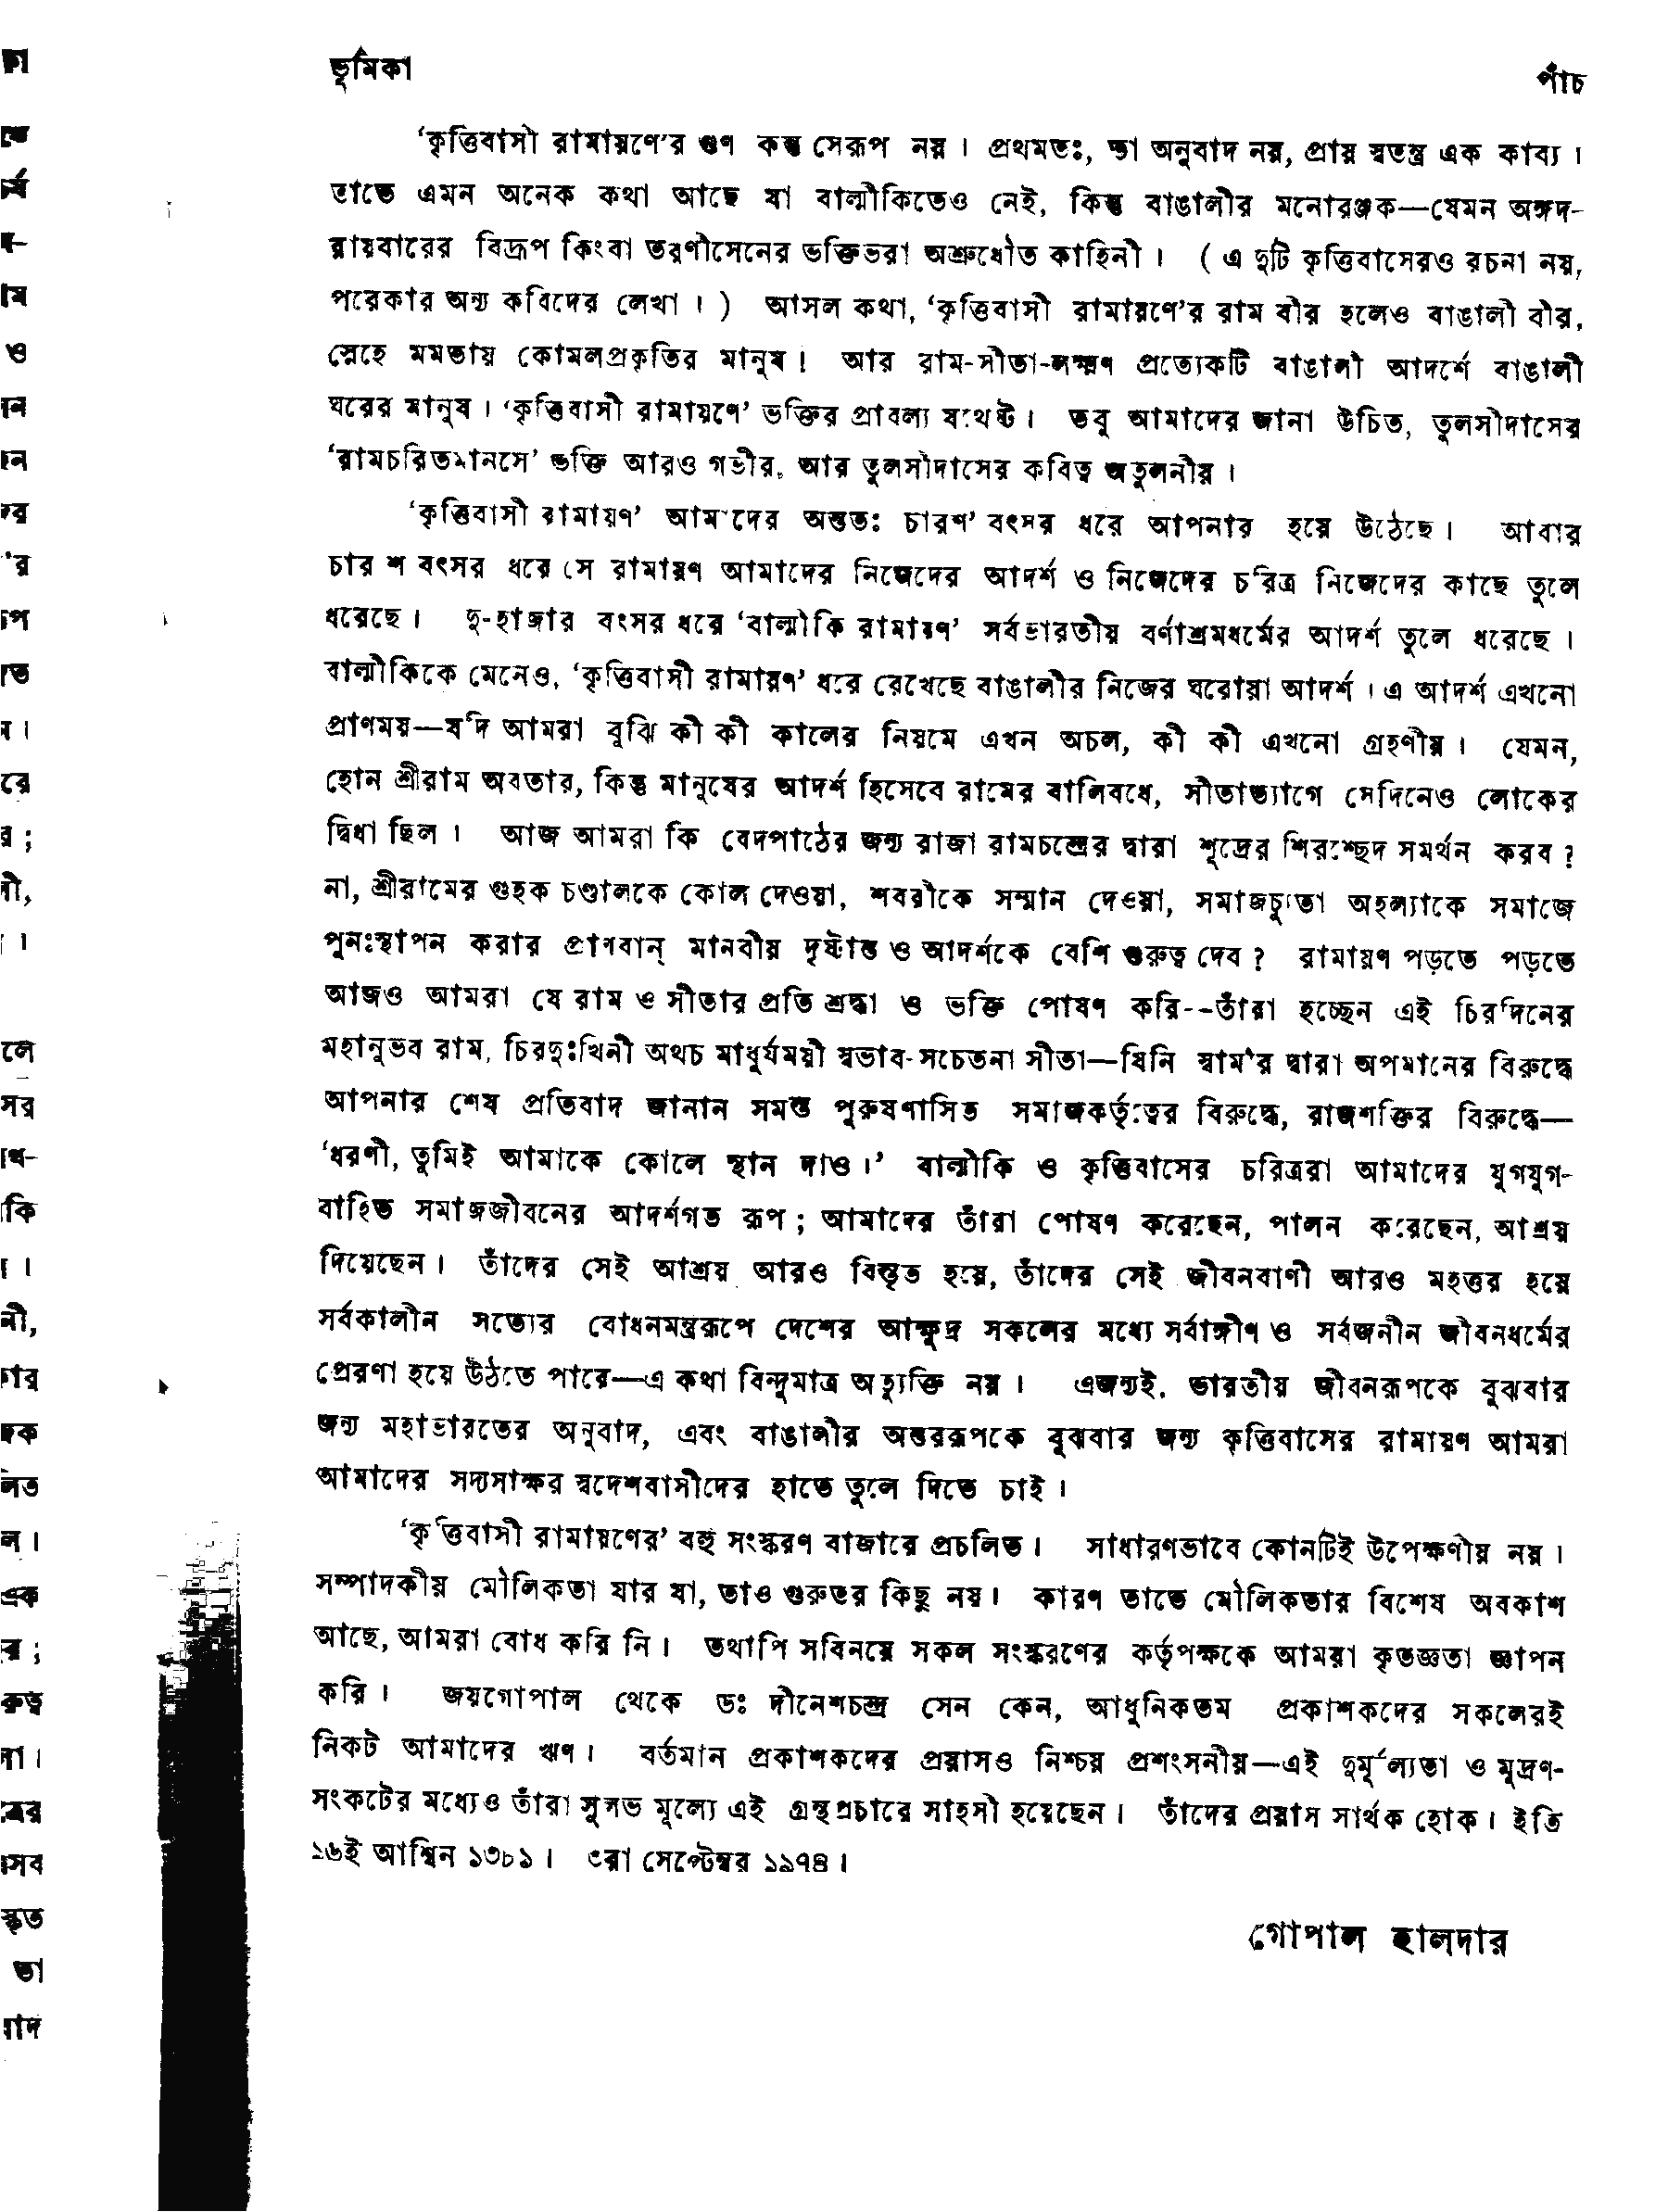 ভূমিকা
পাঁচ
‘কৃত্তিবাসী রামায়ণে’র গুণ কম্ভ সেরূপ নয়। প্রথমতঃ, তা অনুবাদ নয়, প্রায় স্বতন্ত্র এক কাব্য।
তাতে এমন অনেক কথা আছে যা বাল্মীকিতেও নেই, কিন্তু বাঙালীর মনোরঞ্জক—যেমন অঙ্গদ-
রায়বারের বিদ্রূপ কিংবা তরণীসেনের ভক্তিভরা অশ্রুধৌত কাহিনী। (এ দুটি কৃত্তিবাসেরও রচনা নয়,
পরেকার অন্য কবিদের লেখা।) আসল কথা, ‘কৃত্তিবাসী রামায়ণে’র রাম বীর হলেও বাঙালী বীর,
স্নেহে মমতায় কোমলপ্রকৃতির মানুষ। আর রাম-সীতা-লক্ষ্মণ প্রত্যেকটি বাঙালী আদর্শে বাঙালী
ঘরের মানুষ। ‘কৃত্তিবাসী রামায়ণে’ ভক্তির প্রাবল্য যথেষ্ট। তবু আমাদের জানা উচিত, তুলসীদাসের
‘রামচরিতমানসে’ ভক্তি আরও গভীর, আর তুলসীদাসের কবিত্ব অতুলনীয়।
‘কৃত্তিবাসী রামায়ণ’ আমাদের অন্ততঃ চারশ’ বৎসর ধরে আপনার হয়ে উঠেছে। আবার
চার শ বৎসর ধরে সে রামায়ণ আমাদের নিজেদের আদর্শ ও নিজেদের চরিত্র নিজেদের কাছে তুলে
ধরেছে। দু-হাজার বৎসর ধরে ‘বাল্মীকি রামায়ণ’ সর্বভারতীয় বর্ণাশ্রমধর্মের আদর্শ তুলে ধরেছে।
বাল্মীকিকে মেনেও, ‘কৃত্তিবাসী রামায়ণ’ ধরে রেখেছে বাঙালীর নিজের ঘরোয়া আদর্শ। এ আদর্শ এখনো
প্রাণময়—যদি আমরা বুঝি কী কী কালের নিয়মে এখন অচল, কী কী এখনো গ্রহণীয়। যেমন,
হোন শ্রীরাম অবতার, কিন্তু মানুষের আদর্শ হিসেবে রামের বালিবধে, সীতাত্যাগে সেদিনেও লোকের
দ্বিধা ছিল। আজ আমরা কি বেদপাঠের জন্য রাজা রামচন্দ্রের দ্বারা শূদ্রের শিরশ্ছেদ সমর্থন করব?
না, শ্রীরামের গুহক চণ্ডালকে কোল দেওয়া, শবরীকে সম্মান দেওয়া, সমাজচ্যুতা অহল্যাকে সমাজে
পুনঃস্থাপন করার প্রাণবান্ মানবীয় দৃষ্টান্ত ও আদর্শকে বেশি গুরুত্ব দেব? রামায়ণ পড়তে পড়তে
আজও আমরা যে রাম ও সীতার প্রতি শ্রদ্ধা ও ভক্তি পোষণ করি--তাঁরা হচ্ছেন এই চিরদিনের
মহানুভব রাম, চিরদুঃখিনী অথচ মাধুর্যময়ী স্বভাব-সচেতনা সীতা—যিনি স্বামীর দ্বারা অপমানের বিরুদ্ধে
আপনার শেষ প্রতিবাদ জানান সমস্ত পুরুষশাসিত সমাজকর্তৃত্বের বিরুদ্ধে, রাজশক্তির বিরুদ্ধে—
‘ধরণী, তুমিই আমাকে কোলে স্থান দাও।’ বাল্মীকি ও কৃত্তিবাসের চরিত্ররা আমাদের যুগযুগ-
বাহিত সমাজজীবনের আদর্শগত রূপ; আমাদের তাঁরা পোষণ করেছেন, পালন করেছেন, আশ্রয়
দিয়েছেন। তাঁদের সেই আশ্রয় আরও বিস্তৃত হয়ে, তাঁদের সেই জীবনবাণী আরও মহত্তর হয়ে
সর্বকালীন সত্যের বোধনমন্ত্ররূপে দেশের আক্ষুদ্র সকলের মধ্যে সর্বাঙ্গীণ ও সর্বজনীন জীবনধর্মের
প্রেরণা হয়ে উঠতে পারে—এ কথা বিন্দুমাত্র অত্যুক্তি নয়। এজন্যই, ভারতীয় জীবনরূপকে বুঝবার
জন্য মহাভারতের অনুবাদ, এবং বাঙালীর অন্তররূপকে বুঝবার জন্য কৃত্তিবাসের রামায়ণ আমরা
আমাদের সদ্যসাক্ষর স্বদেশবাসীদের হাতে তুলে দিতে চাই।
‘কৃত্তিবাসী রামায়ণের’ বহু সংস্করণ বাজারে প্রচলিত। সাধারণভাবে কোনটিই উপেক্ষণীয় নয়।
সম্পাদকীয় মৌলিকতা যার যা, তাও গুরুতর কিছু নয়। কারণ তাতে মৌলিকতার বিশেষ অবকাশ
আছে, আমরা বোধ করি নি। তথাপি সবিনয়ে সকল সংস্করণের কর্তৃপক্ষকে আমরা কৃতজ্ঞতা জ্ঞাপন
করি। জয়গোপাল থেকে ডঃ দীনেশচন্দ্র সেন কেন, আধুনিকতম প্রকাশকদের সকলেরই
নিকট আমাদের ঋণ। বর্তমান প্রকাশকদের প্রয়াসও নিশ্চয় প্রশংসনীয়—এই দুর্মূল্যতা ও মুদ্রণ-
সংকটের মধ্যেও তাঁরা সুলভ মূল্যে এই গ্রন্থপ্রচারে সাহসী হয়েছেন। তাঁদের প্রয়াস সার্থক হোক। ইতি
১৬ই আশ্বিন ১৩৮১। ৩রা সেপ্টেম্বর ১৯৭৪।
গোপাল হালদার